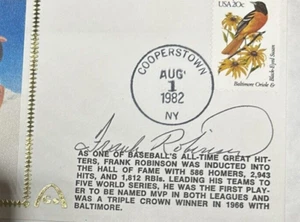 USA 20c
Black-Eyed Susan
Baltimore Oriole &
COOPERSTOWN
AUG
1
1982
NY
Frank Robinson
AS ONE OF BASEBALL'S ALL-TIME GREAT HIT-
TERS, FRANK ROBINSON WAS INDUCTED INTO
THE HALL OF FAME WITH 586 HOMERS, 2,943
HITS, AND 1,812 RBIs. LEADING HIS TEAMS TO
FIVE WORLD SERIES, HE WAS THE FIRST PLAY-
ER TO BE NAMED MVP IN BOTH LEAGUES AND
WAS A TRIPLE CROWN WINNER IN 1966 WITH
BALTIMORE.